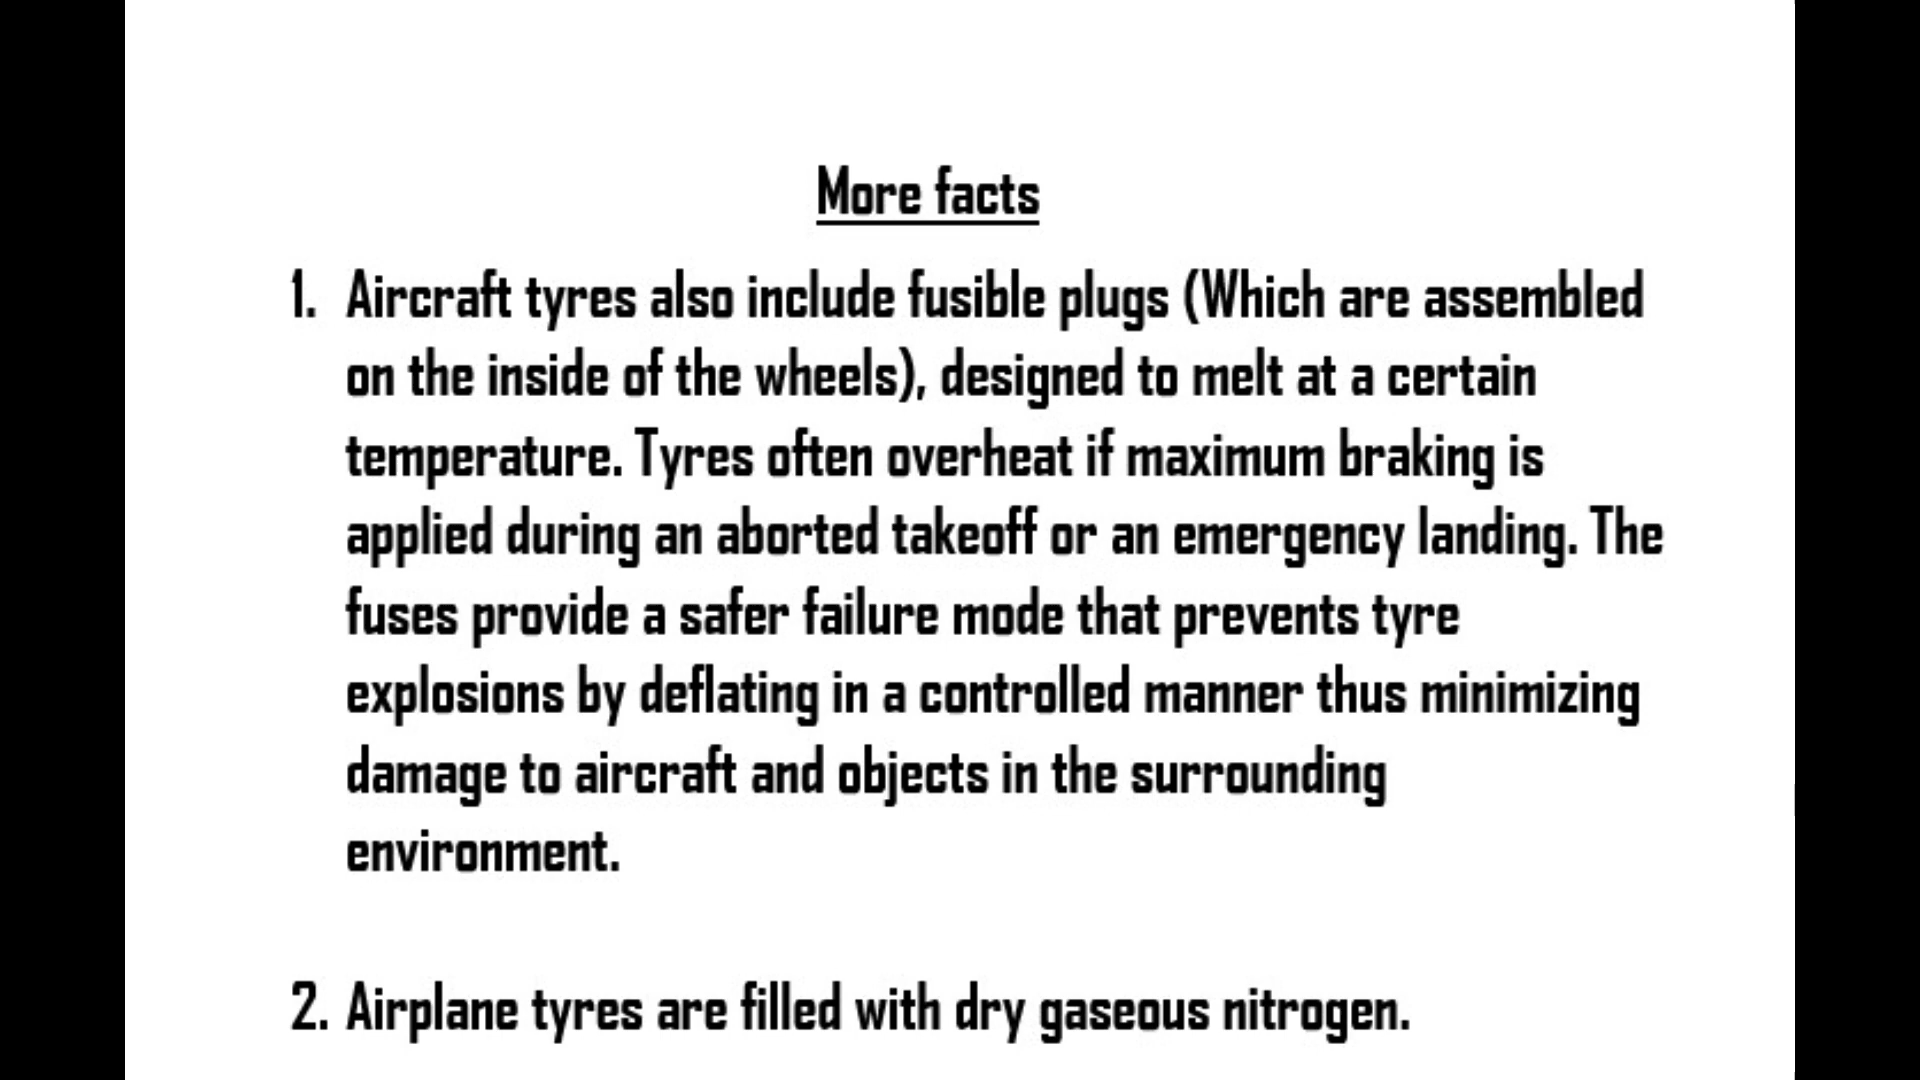 More facts
1. Aircraft tyres also include fusible plugs (Which are assembled
on the inside of the wheels), designed to melt at a certain
temperature. Tyres often overheat if maximum braking is
applied during an aborted takeoff or an emergency landing. The
fuses provide a safer failure mode that prevents tyre
explosions by deflating in a controlled manner thus minimizing
damage to aircraft and objects in the surrounding
environment.
2. Airplane tyres are filled with dry gaseous nitrogen.